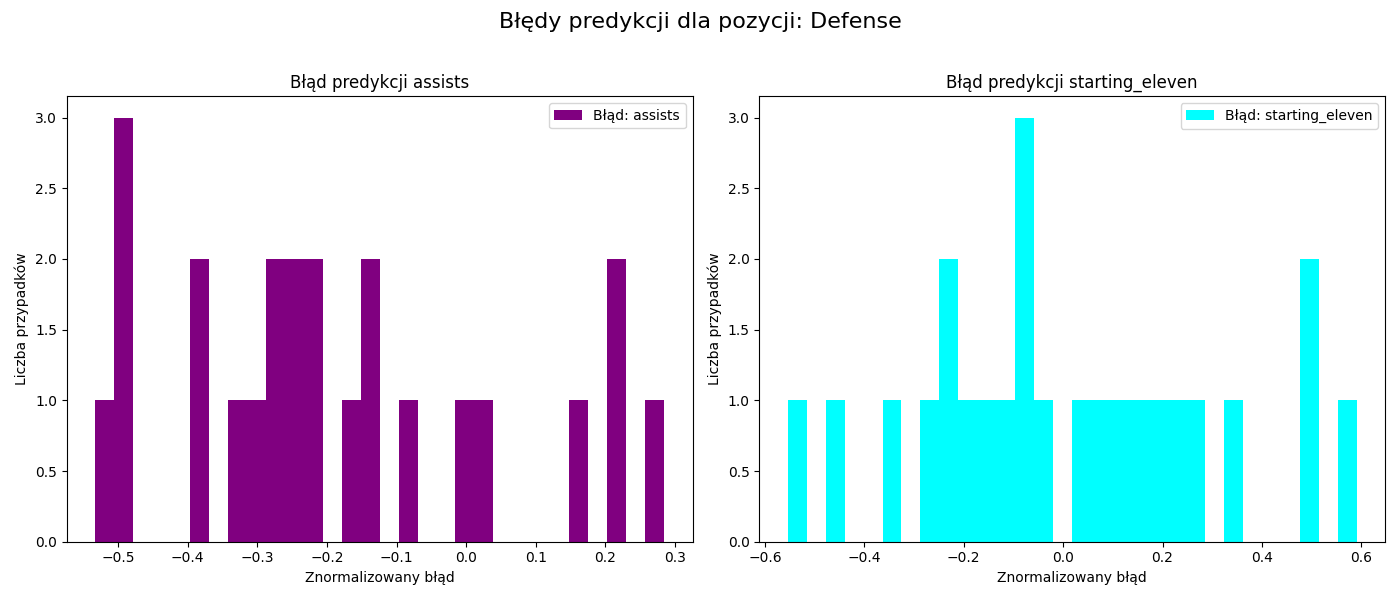 Błędy predykcji dla pozycji: Defense
Błąd predykcji assists
Błąd: assists
3.0
2.5
2.0
1.5
1.0
0.5
0.0
Liczba przypadków
−0.5 −0.4 −0.3 −0.2 −0.1 0.0 0.1 0.2 0.3
Znormalizowany błąd
Błąd predykcji starting_eleven
Błąd: starting_eleven
3.0
2.5
2.0
1.5
1.0
0.5
0.0
Liczba przypadków
−0.6 −0.4 −0.2 0.0 0.2 0.4 0.6
Znormalizowany błąd